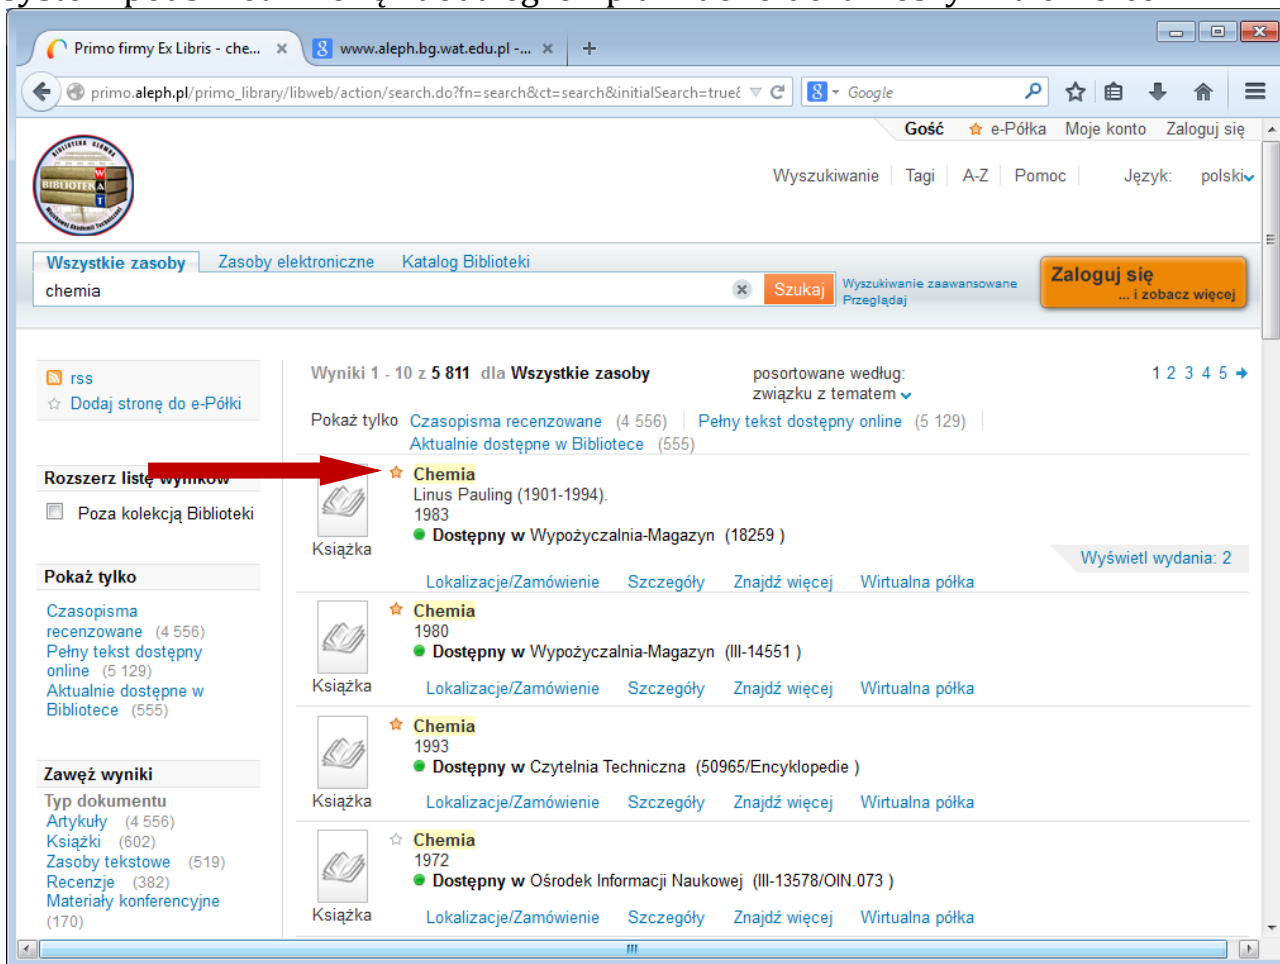 Primo firmy Ex Libris - che...
www.aleph.bg.wat.edu.pl -...
primo.aleph.pl/primo_library/libweb/action/search.do?fn=search&ct=search&initialSearch=true&
Google
Gość e-Półka Moje konto Zaloguj się
BIBLIOTEKA GŁÓWNA
BIBLIOTEKA
WAT
Wojskowej Akademii Technicznej
Wyszukiwanie Tagi A-Z Pomoc Język: polski
Wszystkie zasoby Zasoby elektroniczne Katalog Biblioteki
chemia
Szukaj
Wyszukiwanie zaawansowane
Przeglądaj
Zaloguj się
... i zobacz więcej
rss
Dodaj stronę do e-Półki
Rozszerz listę wyników
Poza kolekcją Biblioteki
Pokaż tylko
Czasopisma
recenzowane (4 556)
Pełny tekst dostępny
online (5 129)
Aktualnie dostępne w
Bibliotece (555)
Zawęź wyniki
Typ dokumentu
Artykuły (4 556)
Książki (602)
Zasoby tekstowe (519)
Recenzje (382)
Materiały konferencyjne
(170)
Wyniki 1 - 10 z 5 811 dla Wszystkie zasoby
posortowane według:
związku z tematem
1 2 3 4 5
Pokaż tylko Czasopisma recenzowane (4 556) Pełny tekst dostępny online (5 129)
Aktualnie dostępne w Bibliotece (555)
Chemia
Linus Pauling (1901-1994).
1983
Dostępny w Wypożyczalnia-Magazyn (18259 )
Książka
Wyświetl wydania: 2
Lokalizacje/Zamówienie Szczegóły Znajdź więcej Wirtualna półka
Chemia
1980
Dostępny w Wypożyczalnia-Magazyn (III-14551 )
Książka
Lokalizacje/Zamówienie Szczegóły Znajdź więcej Wirtualna półka
Chemia
1993
Dostępny w Czytelnia Techniczna (50965/Encyklopedie )
Książka
Lokalizacje/Zamówienie Szczegóły Znajdź więcej Wirtualna półka
Chemia
1972
Dostępny w Ośrodek Informacji Naukowej (III-13578/OIN.073 )
Książka
Lokalizacje/Zamówienie Szczegóły Znajdź więcej Wirtualna półka